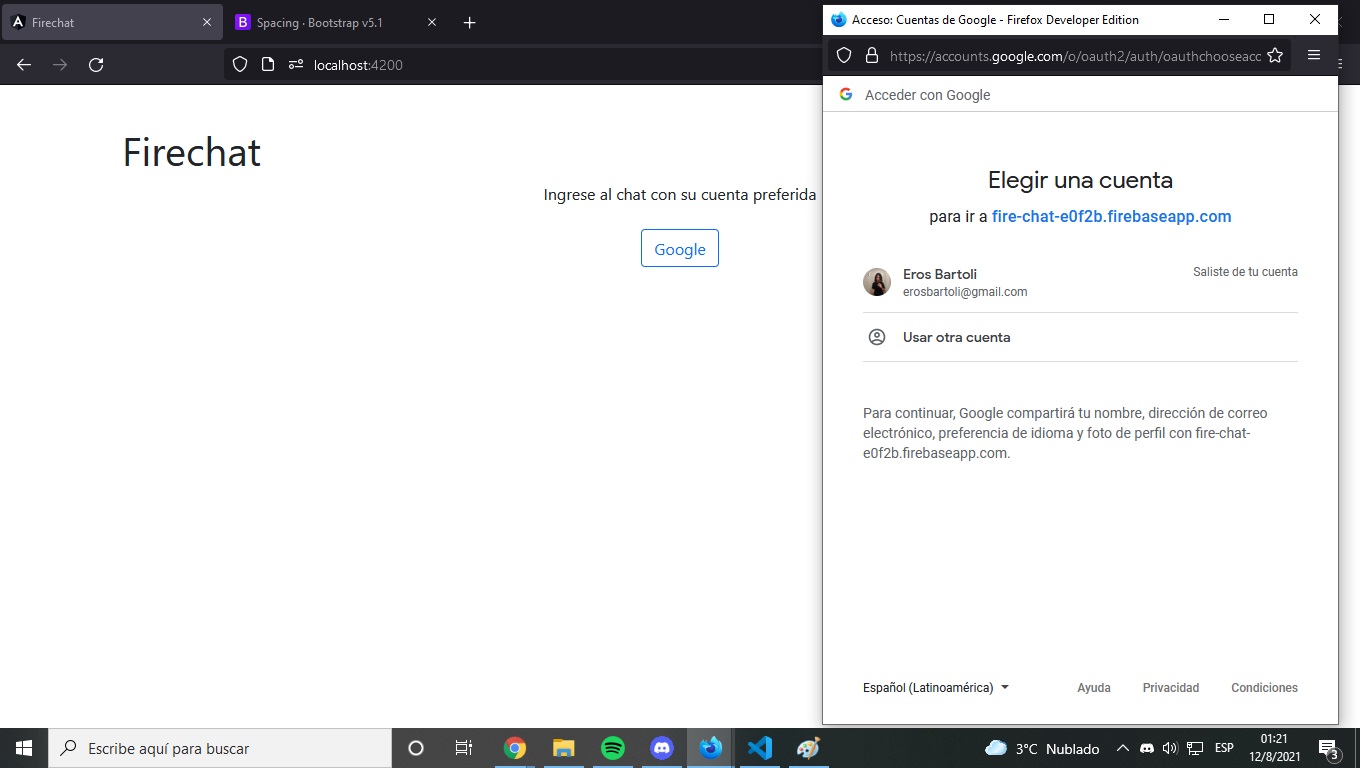 Firechat
B Spacing · Bootstrap v5.1
localhost:4200
Firechat
Ingrese al chat con su cuenta preferida
Google
Acceso: Cuentas de Google - Firefox Developer Edition
https://accounts.google.com/o/oauth2/auth/oauthchooseacc
Acceder con Google
Elegir una cuenta
para ir a fire-chat-e0f2b.firebaseapp.com
Eros Bartoli
Saliste de tu cuenta
erosbartoli@gmail.com
Usar otra cuenta
Para continuar, Google compartirá tu nombre, dirección de correo
electrónico, preferencia de idioma y foto de perfil con fire-chat-
e0f2b.firebaseapp.com.
Español (Latinoamérica)
Ayuda
Privacidad
Condiciones
Escribe aquí para buscar
3°C Nublado
ESP
01:21
12/8/2021
3